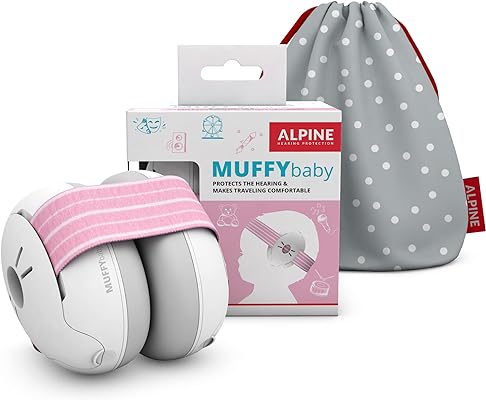 ALPINE
HEARING PROTECTION
MUFFYbaby
PROTECTS THE HEARING &
MAKES TRAVELING COMFORTABLE
MUFFYbaby
ALPINE